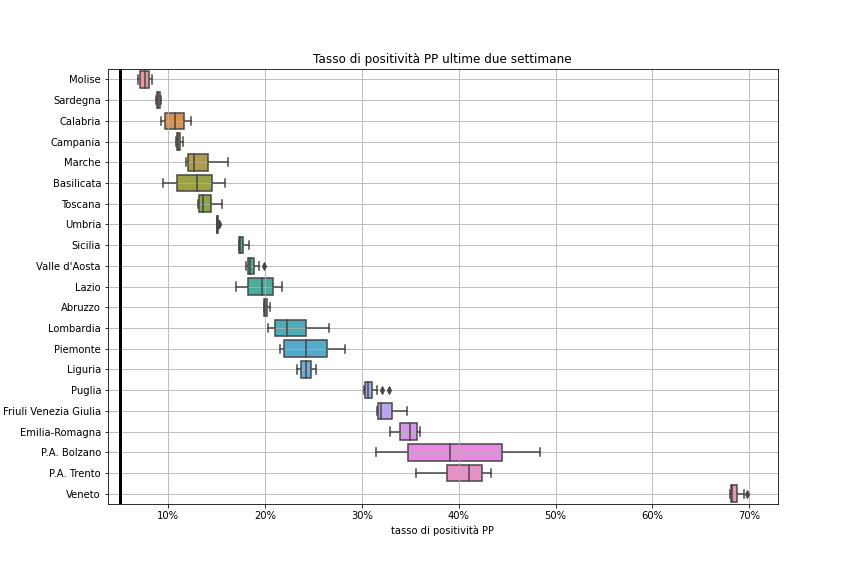 Tasso di positività PP ultime due settimane
Molise
Sardegna
Calabria
Campania
Marche
Basilicata
Toscana
Umbria
Sicilia
Valle d'Aosta
Lazio
Abruzzo
Lombardia
Piemonte
Liguria
Puglia
Friuli Venezia Giulia
Emilia-Romagna
P.A. Bolzano
P.A. Trento
Veneto
10% 20% 30% 40% 50% 60% 70%
tasso di positività PP